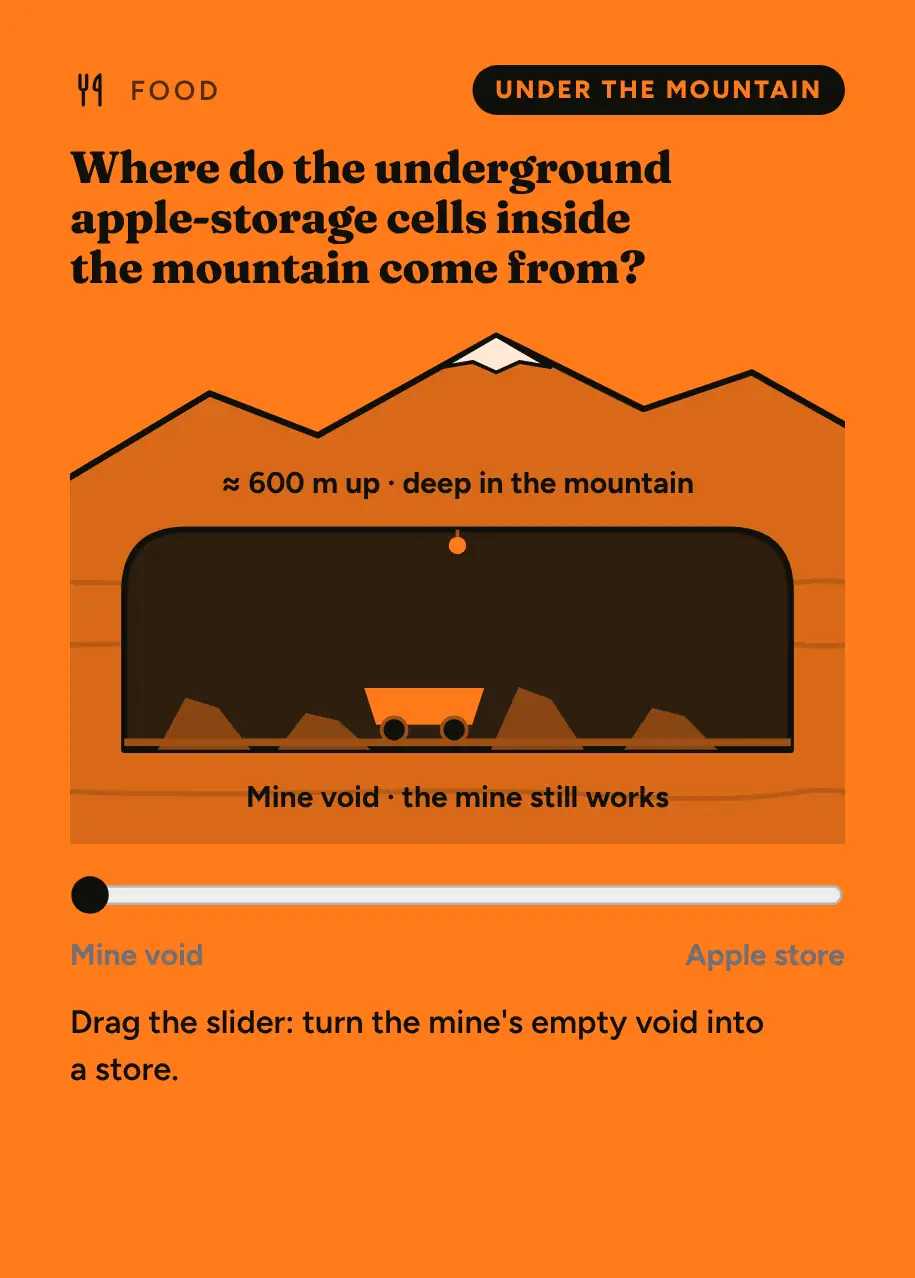 FOOD
UNDER THE MOUNTAIN
Where do the underground
apple-storage cells inside
the mountain come from?
≈ 600 m up · deep in the mountain
Mine void · the mine still works
Mine void
Apple store
Drag the slider: turn the mine's empty void into
a store.